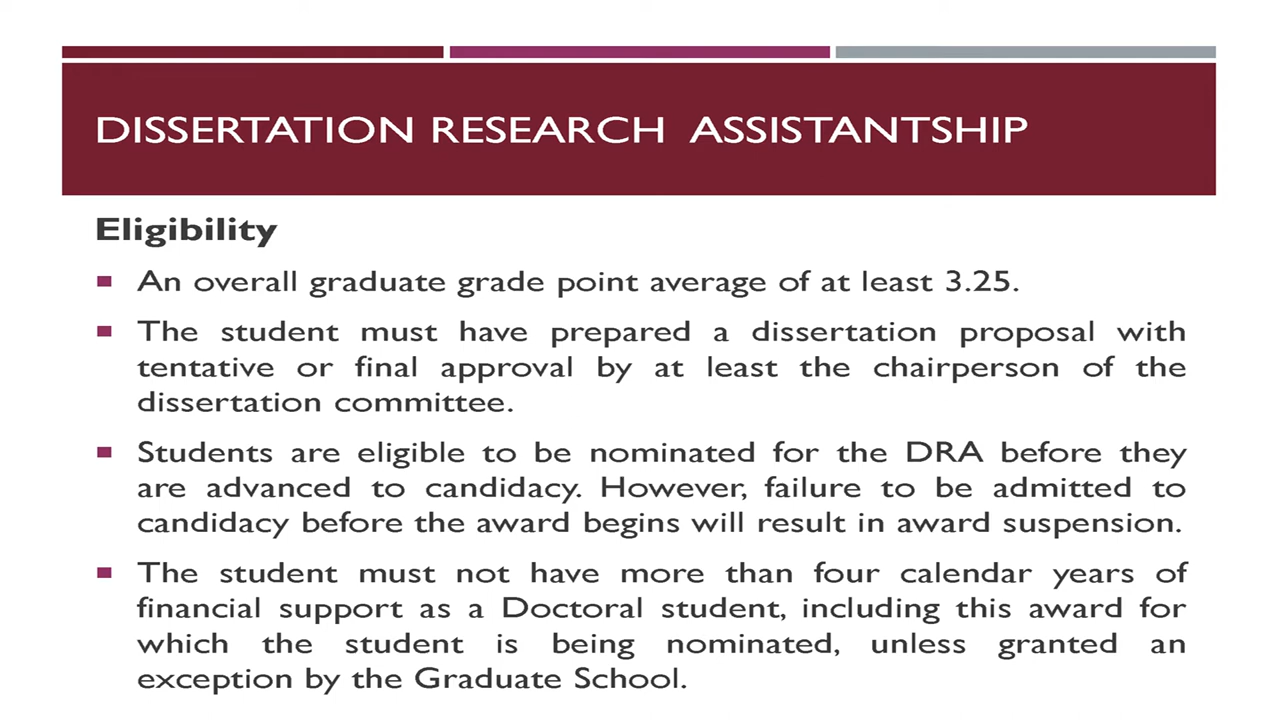 DISSERTATION RESEARCH ASSISTANTSHIP
Eligibility
An overall graduate grade point average of at least 3.25.
The student must have prepared a dissertation proposal with
tentative or final approval by at least the chairperson of the
dissertation committee.
Students are eligible to be nominated for the DRA before they
are advanced to candidacy. However, failure to be admitted to
candidacy before the award begins will result in award suspension.
The student must not have more than four calendar years of
financial support as a Doctoral student, including this award for
which the student is being nominated, unless granted an
exception by the Graduate School.